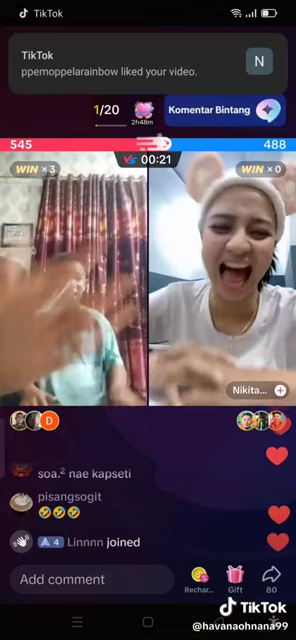 TikTok
TikTok
ppemoppelarainbow liked your video.
N
1/20
2h48m
Komentar Bintang
545
VS 00:21
488
WIN × 3
WIN × 0
Nikita...
D
soa.² nae kapseti
pisangsogit
🤣🤣🤣
4 Linnnn joined
Add comment
Rechar...
Gift
80
TikTok
@havanaohnana99